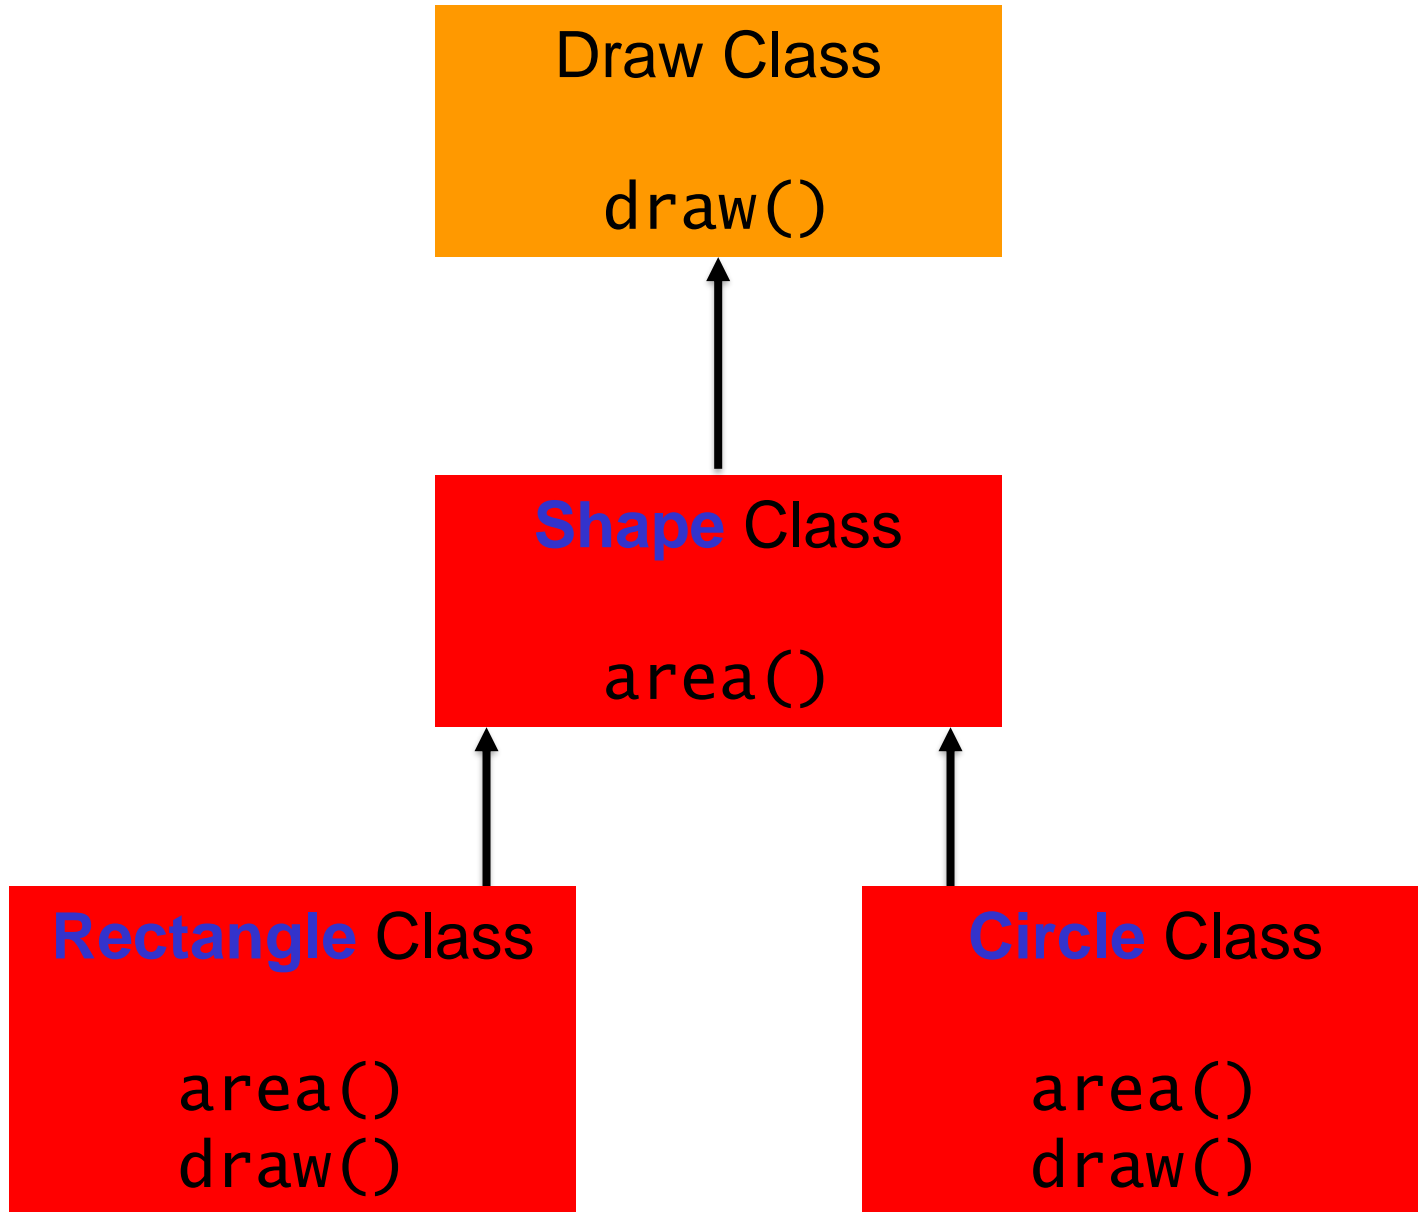 Draw Class
draw()
Shape Class
area()
Rectangle Class
area()
draw()
Circle Class
area()
draw()